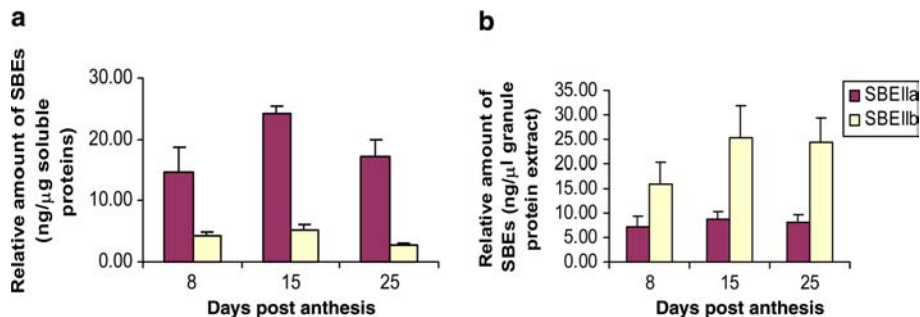 a
Relative amount of SBEs
(ng/µg soluble
proteins)
30.00
20.00
10.00
0.00
8 15 25
Days post anthesis
b
Relative amount of
SBEs (ng/µl granule
protein extract)
35.00
30.00
25.00
20.00
15.00
10.00
5.00
0.00
8 15 25
Days post anthesis
SBEIIa
SBEIIb